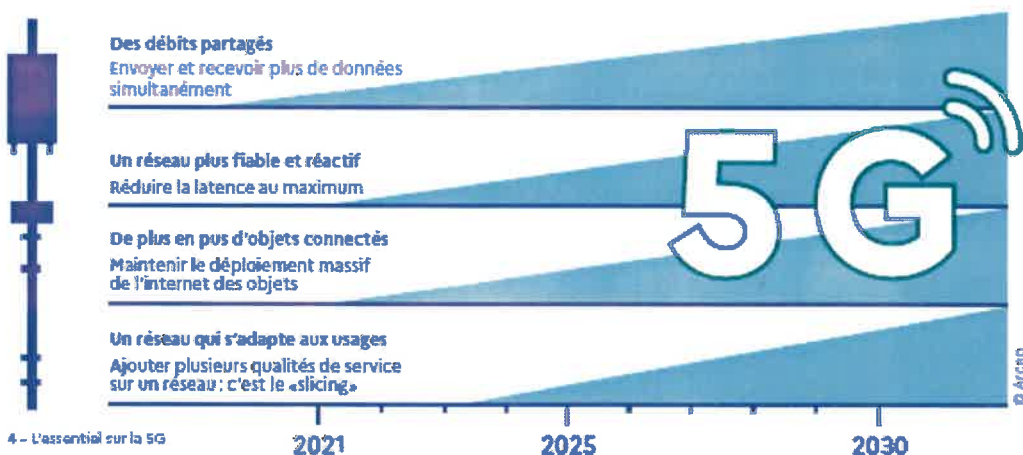 Des débits partagés
Envoyer et recevoir plus de données
simultanément
Un réseau plus fiable et réactif
Réduire la latence au maximum
De plus en pus d'objets connectés
Maintenir le déploiement massif
de l'internet des objets
Un réseau qui s'adapte aux usages
Ajouter plusieurs qualités de service
sur un réseau : c'est le «slicing»
5G
© Arcep
2021
2025
2030
4 – L'essentiel sur la 5G